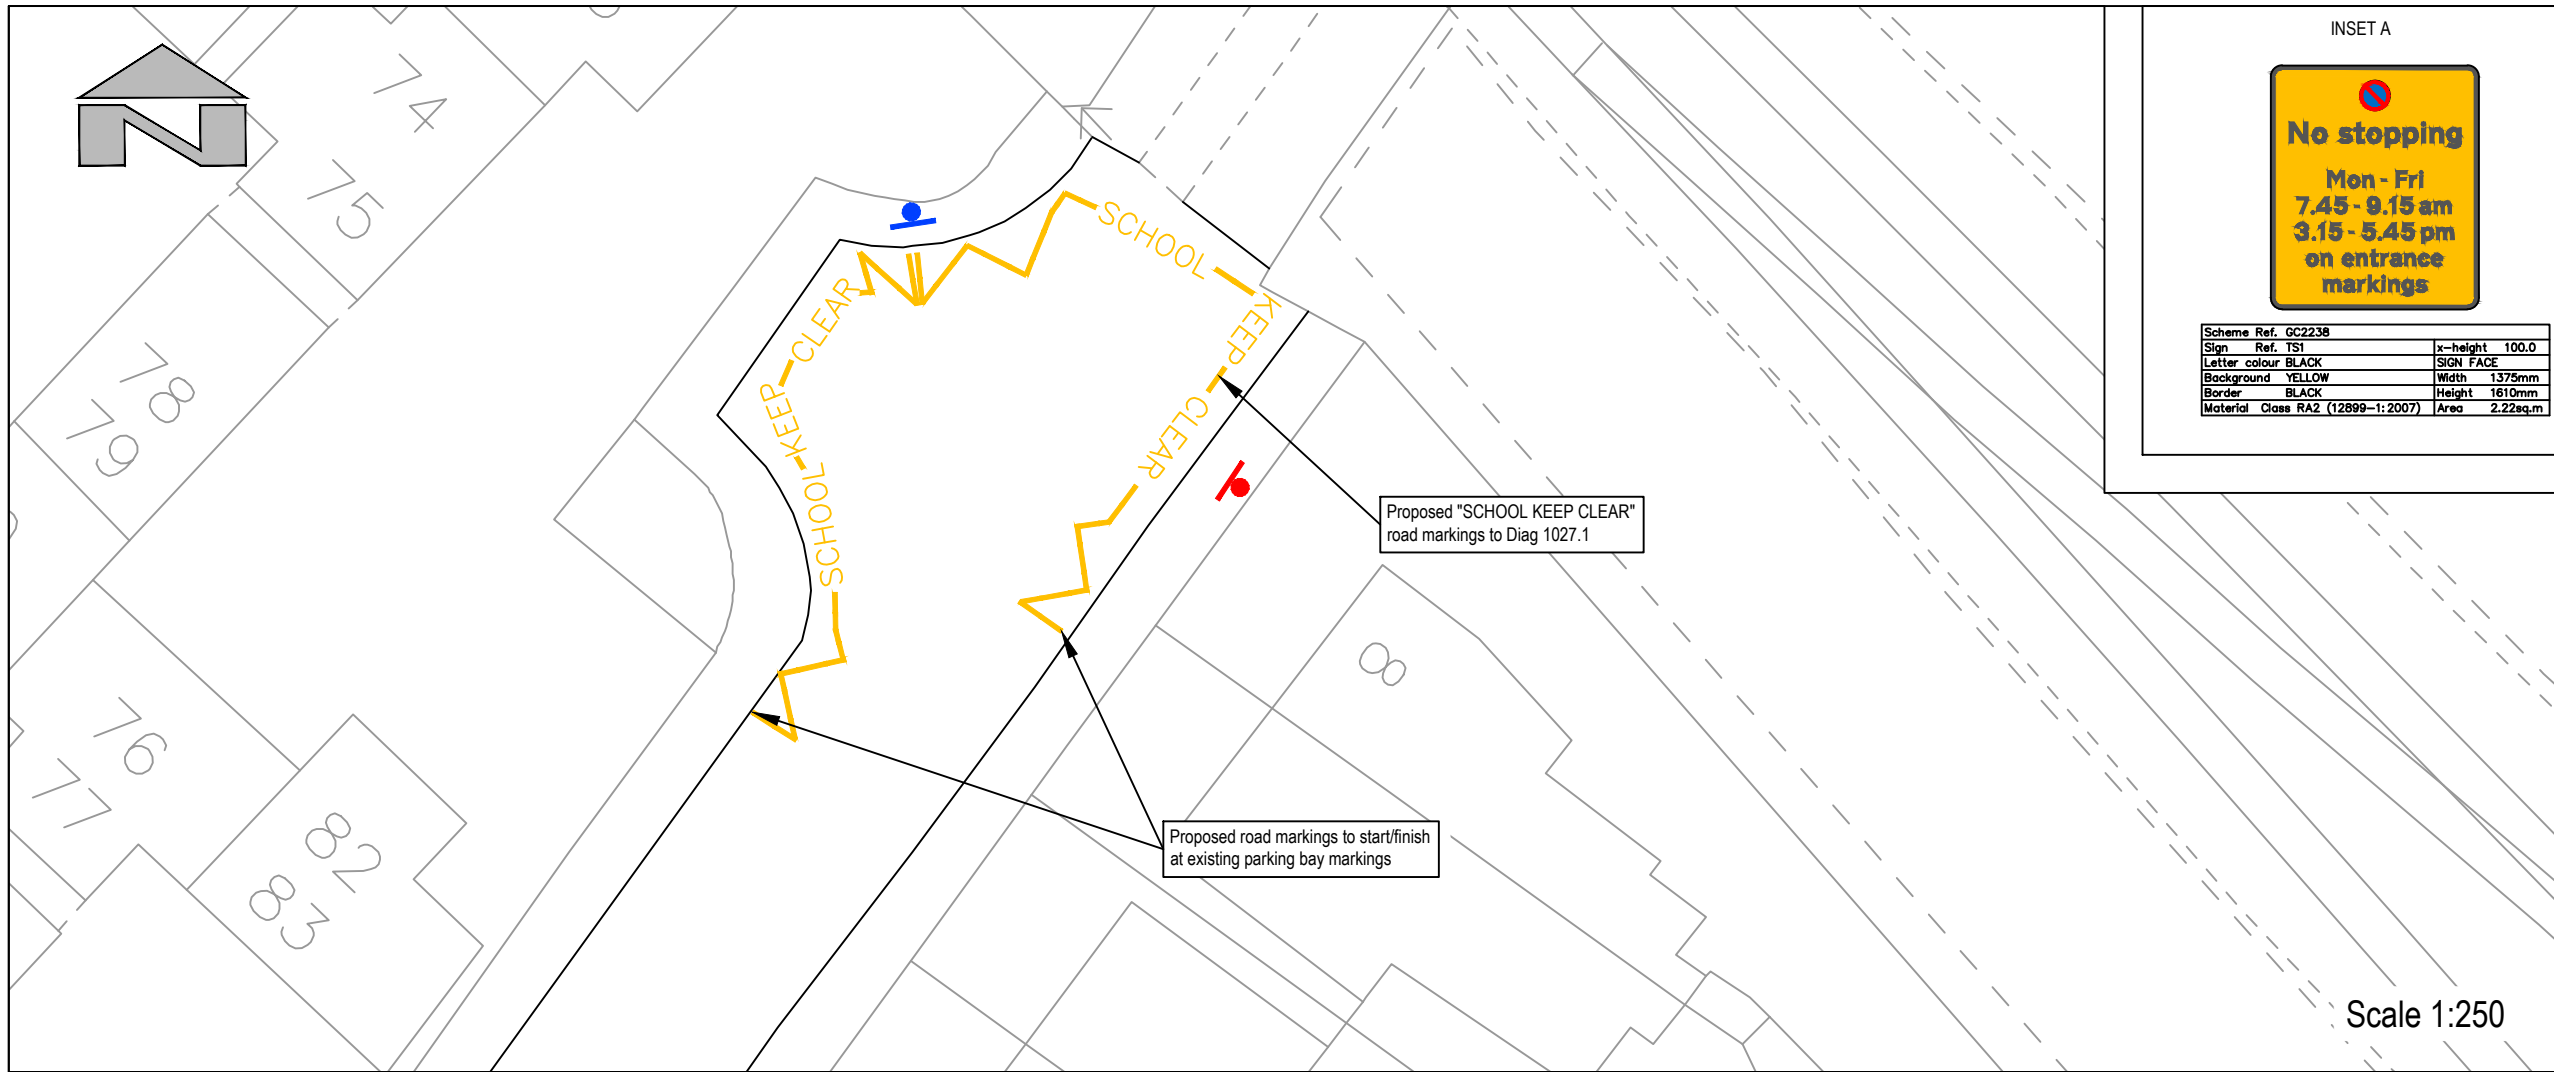 INSET A
No stopping
Mon - Fri
7.45 - 9.15 am
3.15 - 5.45 pm
on entrance
markings
Scheme Ref. GC2238
Sign Ref. TS1 x-height 100.0
Letter colour BLACK SIGN FACE
Background YELLOW Width 1375mm
Border BLACK Height 1610mm
Material Class RA2 (12899-1:2007) Area 2.22sq.m
N
74
75
78
79
76
77
82
83
8
SCHOOL
KEEP
CLEAR
SCHOOL
KEEP
CLEAR
Proposed "SCHOOL KEEP CLEAR"
road markings to Diag 1027.1
Proposed road markings to start/finish
at existing parking bay markings
Scale 1:250